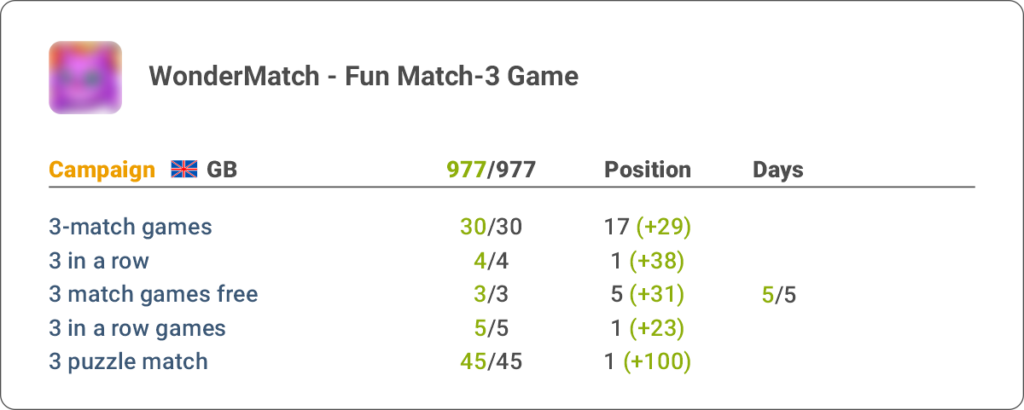 WonderMatch - Fun Match-3 Game
Campaign GB 977/977 Position Days
3-match games 30/30 17 (+29)
3 in a row 4/4 1 (+38)
3 match games free 3/3 5 (+31) 5/5
3 in a row games 5/5 1 (+23)
3 puzzle match 45/45 1 (+100)